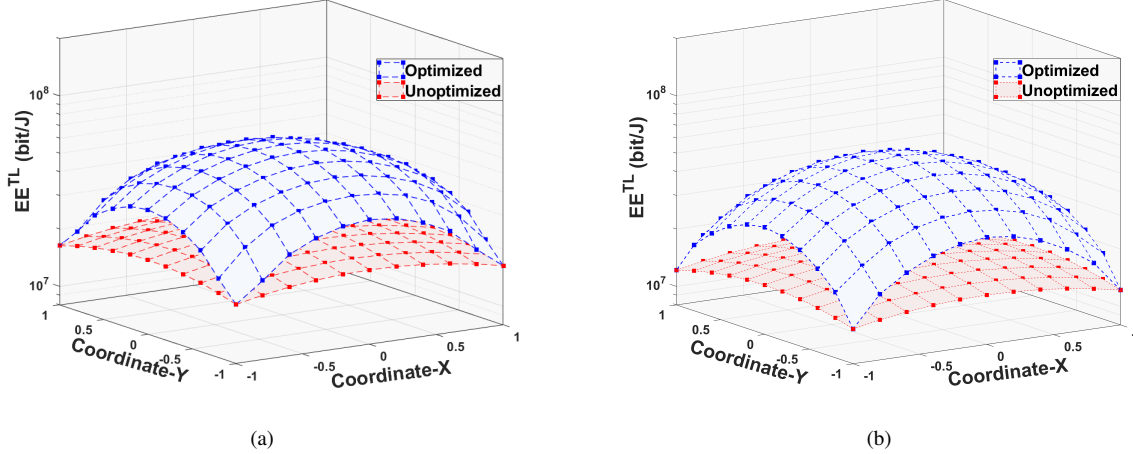 Optimized
Unoptimized
EE^TL (bit/J)
10^8
10^7
1
0.5
0
-0.5
-1
Coordinate-Y
-1
-0.5
0
0.5
1
Coordinate-X
(a)
Optimized
Unoptimized
EE^TL (bit/J)
10^8
10^7
1
0.5
0
-0.5
-1
Coordinate-Y
-1
-0.5
0
0.5
1
Coordinate-X
(b)